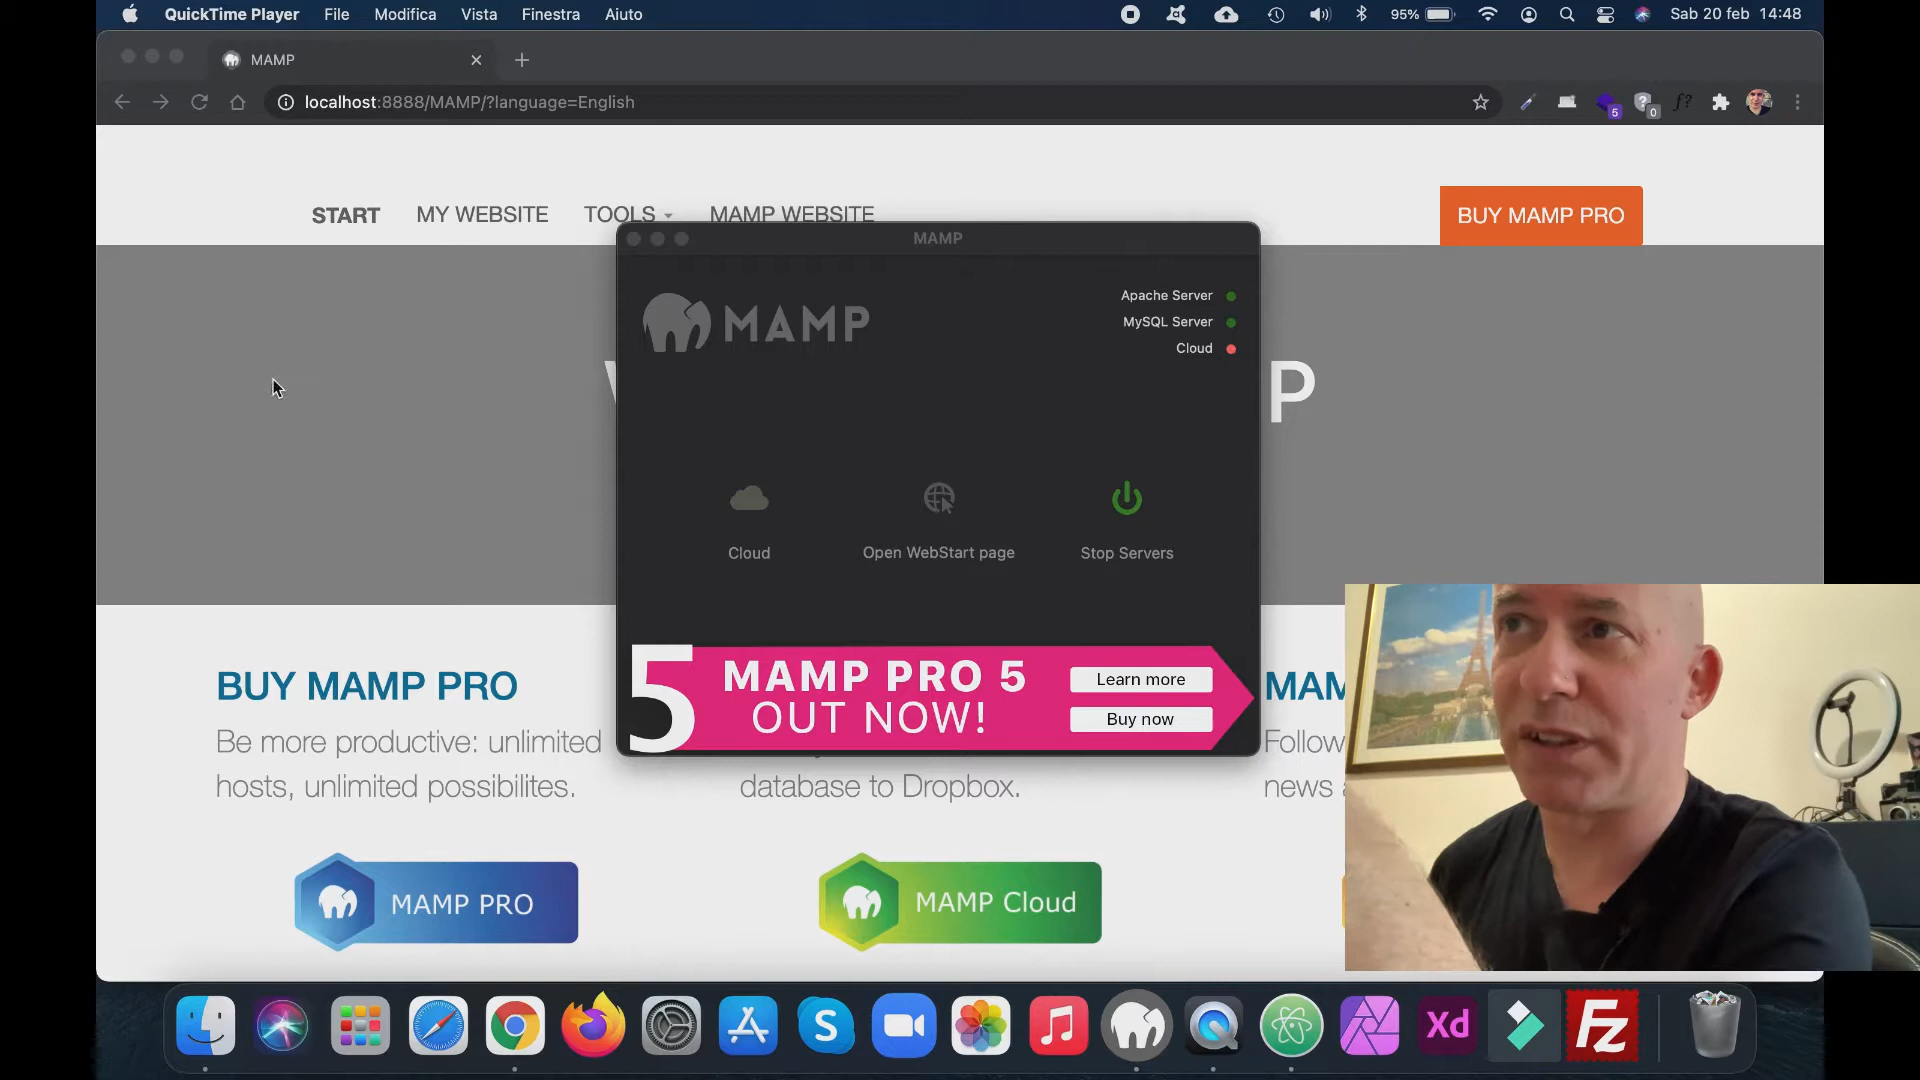 QuickTime Player File Modifica Vista Finestra Aiuto 95% Sab 20 feb 14:48
MAMP
localhost:8888/MAMP/?language=English
5 0 f?
START MY WEBSITE TOOLS MAMP WEBSITE BUY MAMP PRO
MAMP
MAMP
Apache Server
MySQL Server
Cloud
P
Cloud Open WebStart page Stop Servers
5 MAMP PRO 5
OUT NOW!
Learn more
Buy now
BUY MAMP PRO
Be more productive: unlimited
hosts, unlimited possibilites.
database to Dropbox.
MAM
Follow
news
MAMP PRO
MAMP Cloud
S Xd Fz